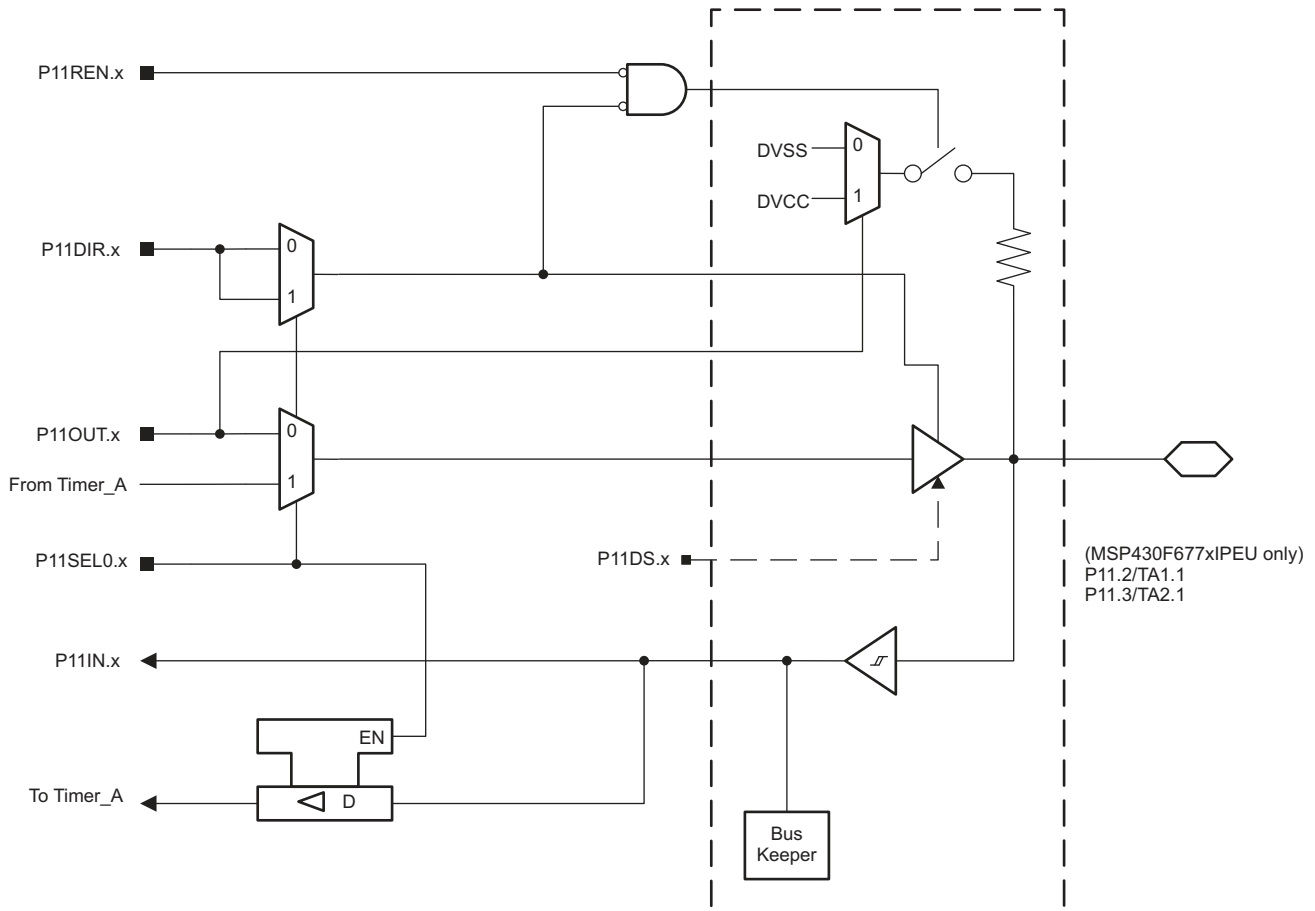 P11REN.x
DVSS
0
DVCC
1
P11DIR.x
0
1
P11OUT.x
0
From Timer_A
1
P11SEL0.x
P11DS.x
(MSP430F677xIPEU only)
P11.2/TA1.1
P11.3/TA2.1
P11IN.x
EN
To Timer_A
D
Bus
Keeper